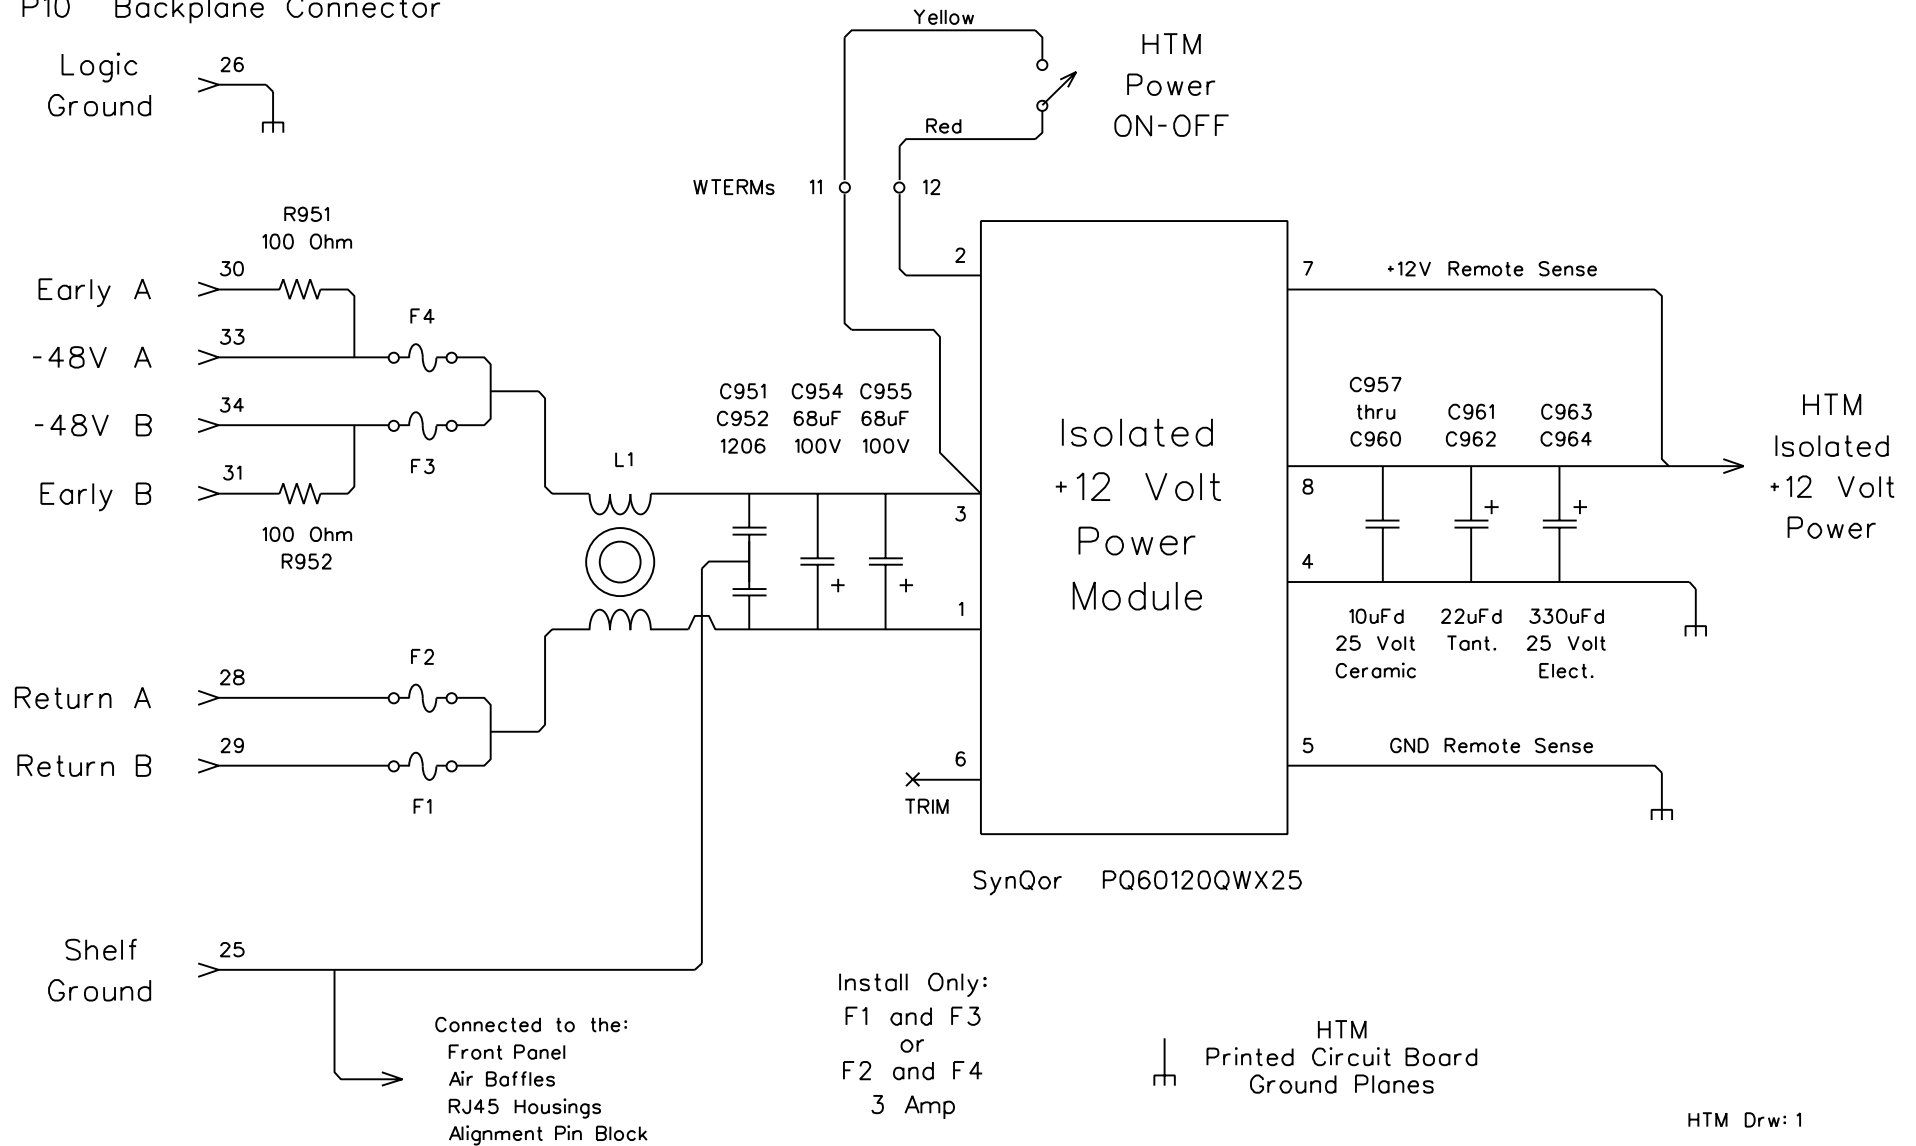 P10 Backplane Connector
Logic
Ground
26
Yellow
Red
HTM
Power
ON-OFF
WTERMs 11 12
R951
100 Ohm
Early A
30
-48V A
33
F4
-48V B
34
F3
Early B
31
100 Ohm
R952
L1
C951
C952
1206
C954
68uF
100V
C955
68uF
100V
+
+
2
3
1
6
TRIM
Isolated
+12 Volt
Power
Module
7
+12V Remote Sense
8
4
5
GND Remote Sense
C957
thru
C960
C961
C962
C963
C964
+
+
10uFd
25 Volt
Ceramic
22uFd
Tant.
330uFd
25 Volt
Elect.
HTM
Isolated
+12 Volt
Power
Return A
28
F2
Return B
29
F1
SynQor PQ60120QWX25
Shelf
Ground
25
Connected to the:
Front Panel
Air Baffles
RJ45 Housings
Alignment Pin Block
Install Only:
F1 and F3
or
F2 and F4
3 Amp
HTM
Printed Circuit Board
Ground Planes
HTM Drw: 1